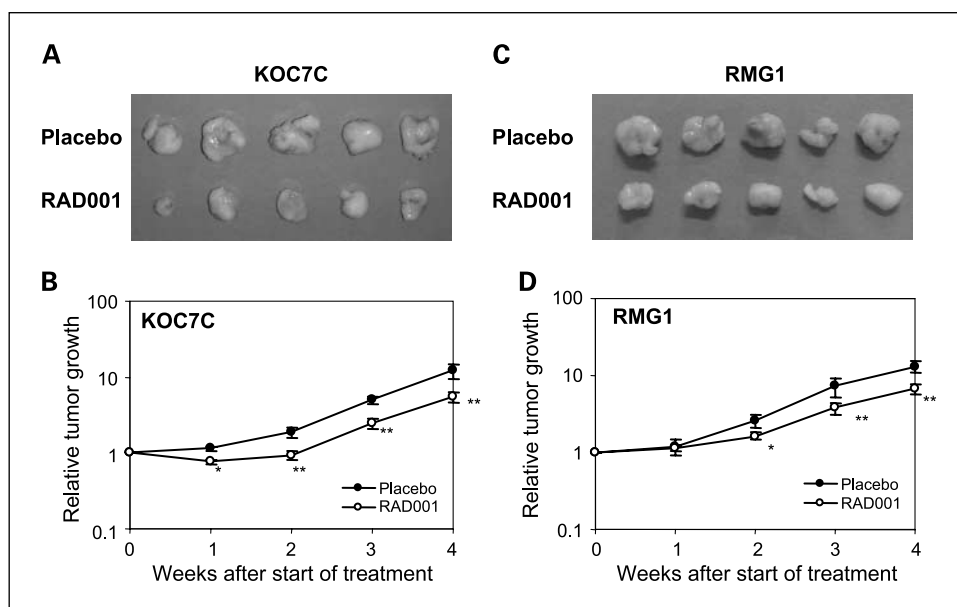 A
KOC7C
Placebo
RAD001
C
RMG1
Placebo
RAD001
B
Relative tumor growth
100
10
1
0.1
KOC7C
*
**
**
**
Placebo
RAD001
0 1 2 3 4
Weeks after start of treatment
D
Relative tumor growth
100
10
1
0.1
RMG1
*
**
**
Placebo
RAD001
0 1 2 3 4
Weeks after start of treatment